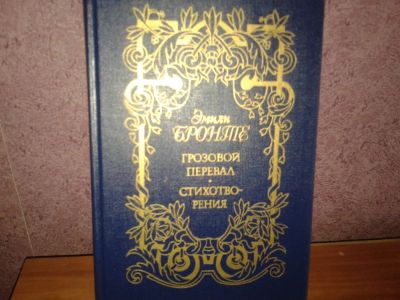 Эмили
БРОНТЕ
ГРОЗОВОЙ
ПЕРЕВАЛ
СТИХОТВО-
РЕНИЯ